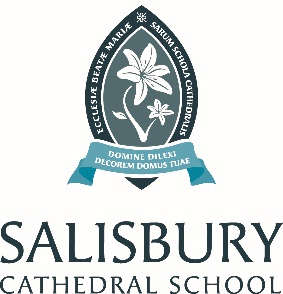 ECCLESIÆ BEATÆ MARIÆ
SARUM SCHOLA CATHEDRALIS
DOMINE DILEXI
DECOREM DOMUS TUAE
SALISBURY
CATHEDRAL SCHOOL